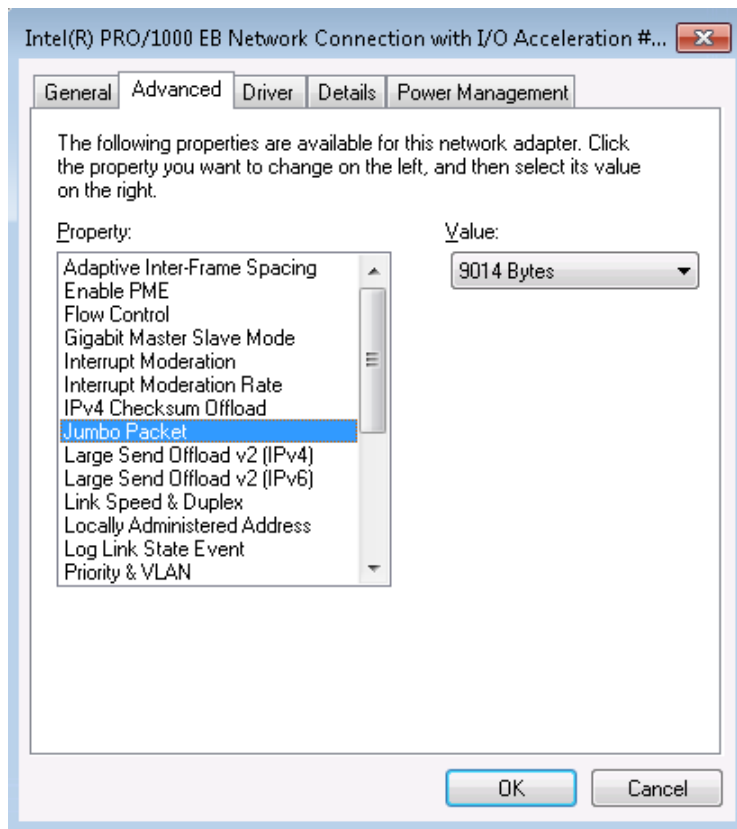 Intel(R) PRO/1000 EB Network Connection with I/O Acceleration #...
General Advanced Driver Details Power Management
The following properties are available for this network adapter. Click
the property you want to change on the left, and then select its value
on the right.
Property: Value:
Adaptive Inter-Frame Spacing 9014 Bytes
Enable PME
Flow Control
Gigabit Master Slave Mode
Interrupt Moderation
Interrupt Moderation Rate
IPv4 Checksum Offload
Jumbo Packet
Large Send Offload v2 (IPv4)
Large Send Offload v2 (IPv6)
Link Speed & Duplex
Locally Administered Address
Log Link State Event
Priority & VLAN
OK Cancel